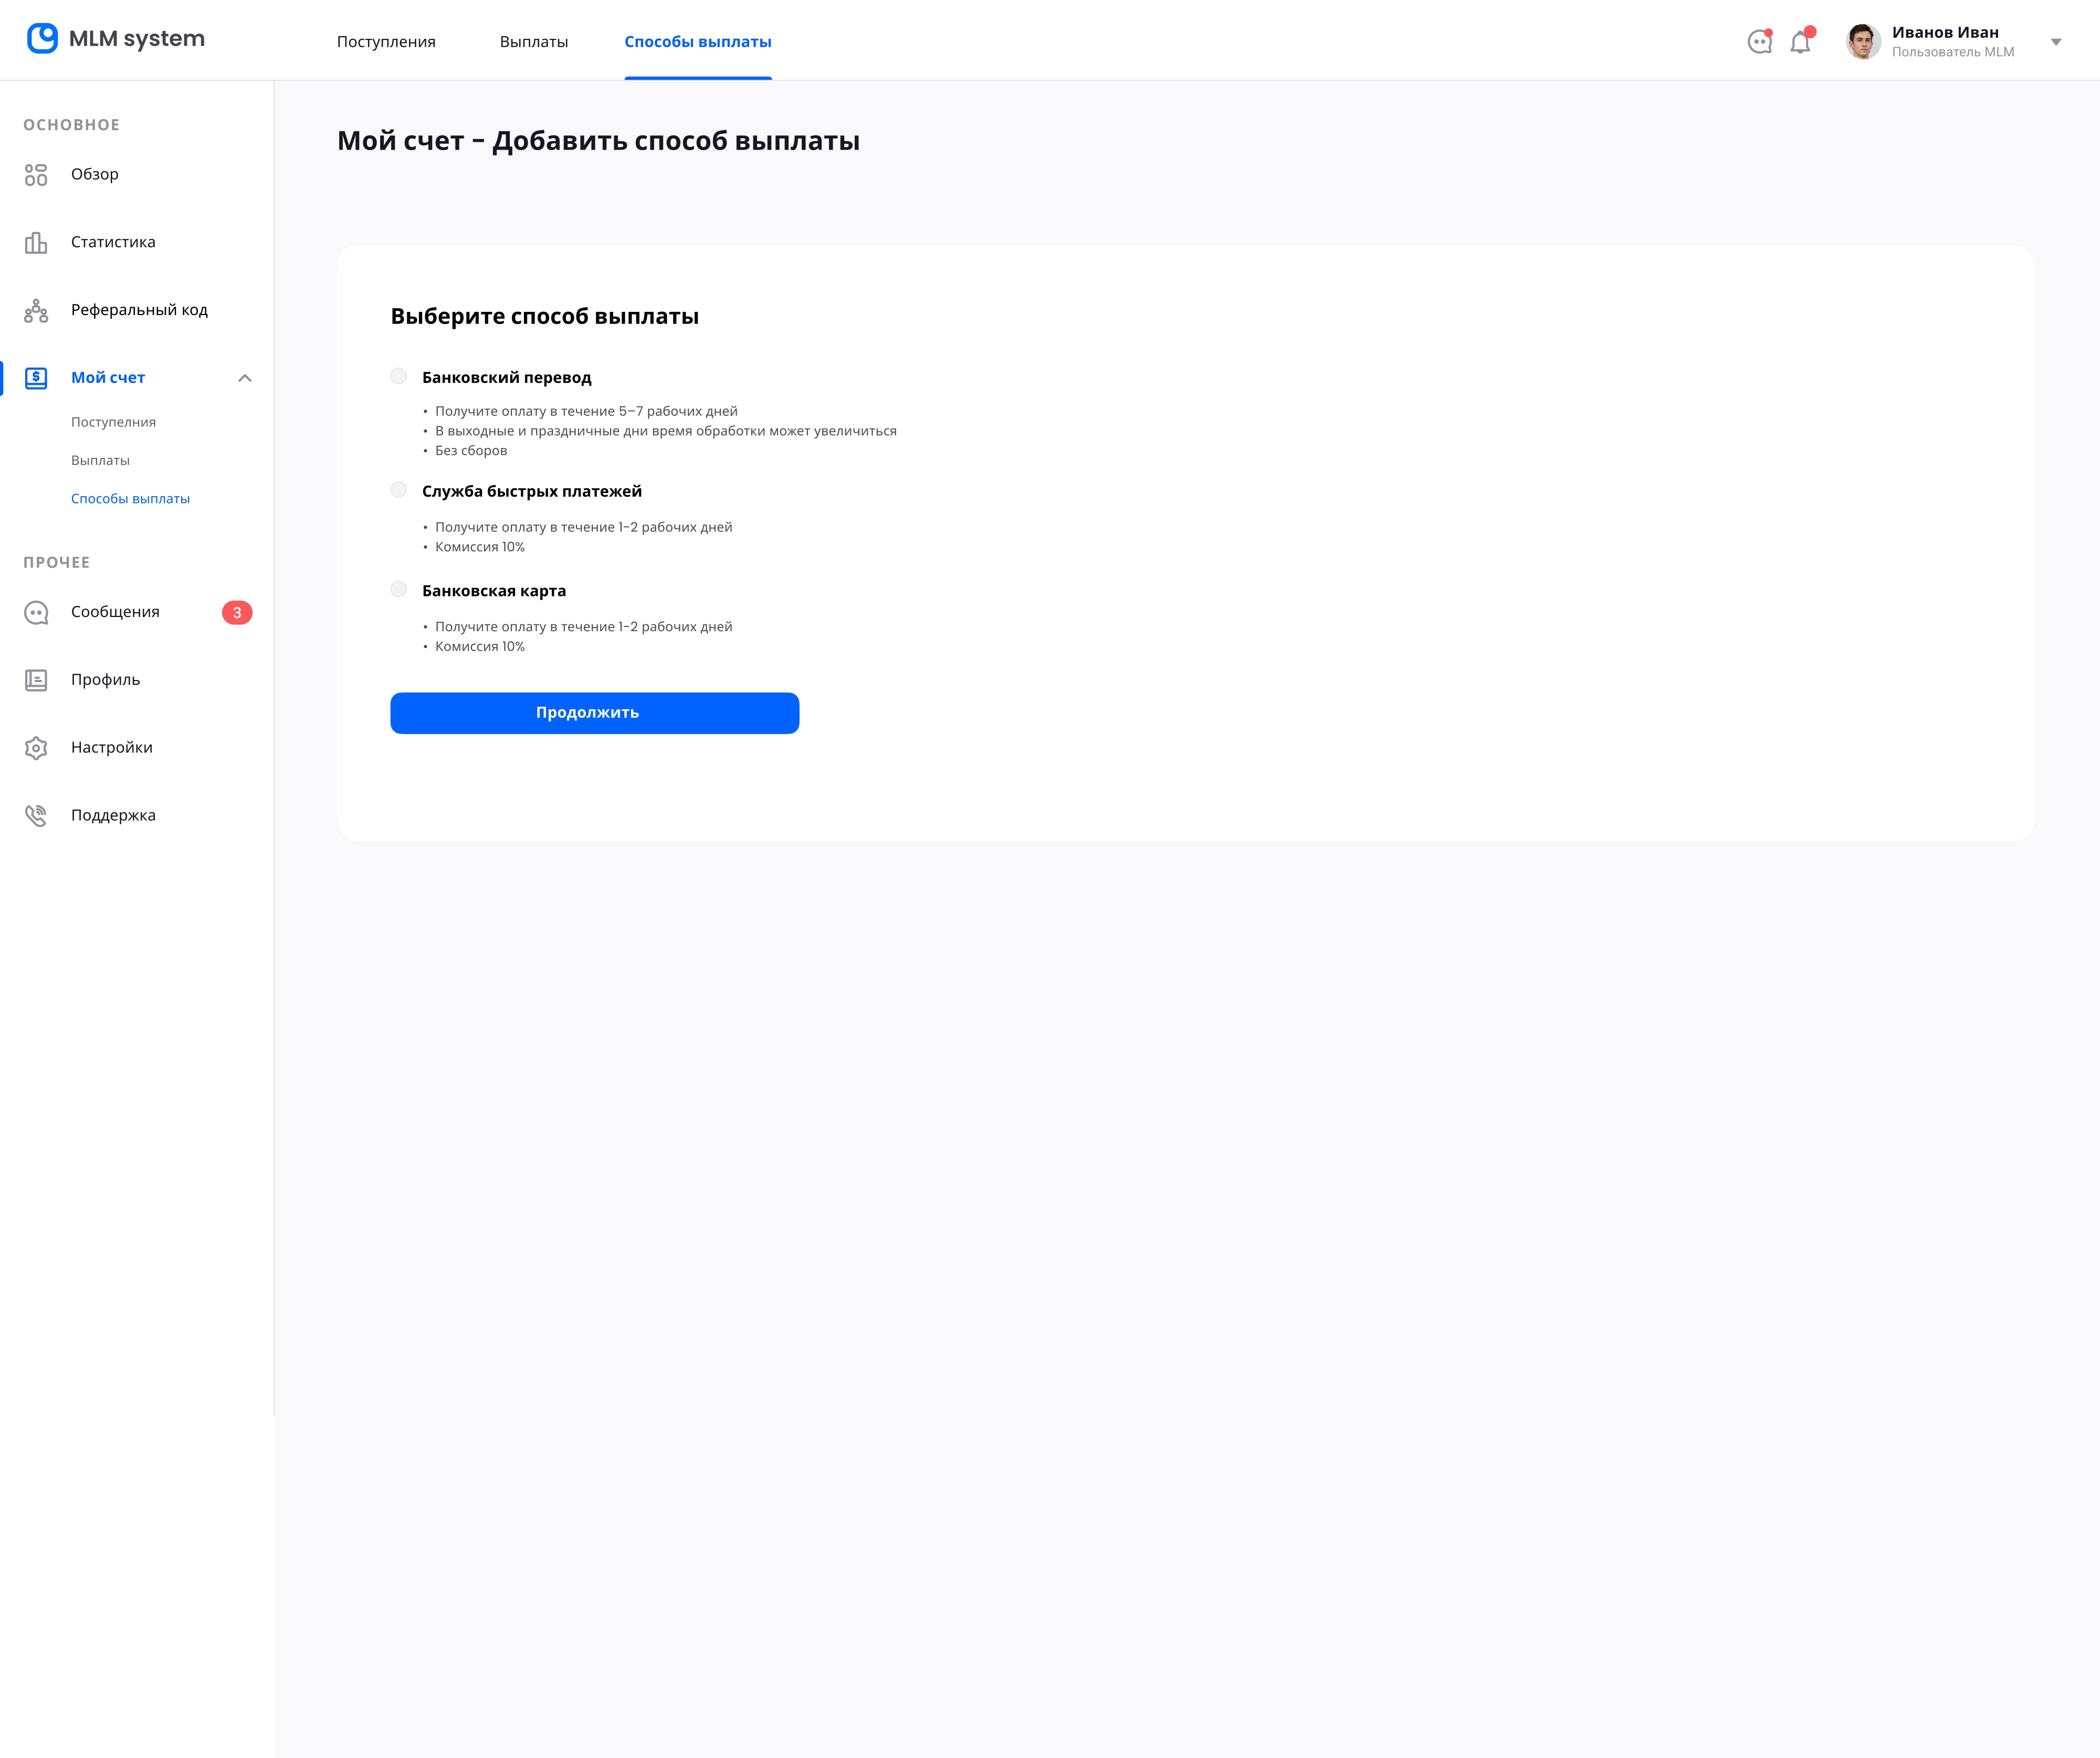 MLM system
Поступления
Выплаты
Способы выплаты
Иванов Иван
Пользователь MLM
ОСНОВНОЕ
Обзор
Статистика
Реферальный код
Мой счет
Поступелния
Выплаты
Способы выплаты
ПРОЧЕЕ
Сообщения 3
Профиль
Настройки
Поддержка
Мой счет – Добавить способ выплаты
Выберите способ выплаты
Банковский перевод
• Получите оплату в течение 5–7 рабочих дней
• В выходные и праздничные дни время обработки может увеличиться
• Без сборов
Служба быстрых платежей
• Получите оплату в течение 1-2 рабочих дней
• Комиссия 10%
Банковская карта
• Получите оплату в течение 1-2 рабочих дней
• Комиссия 10%
Продолжить